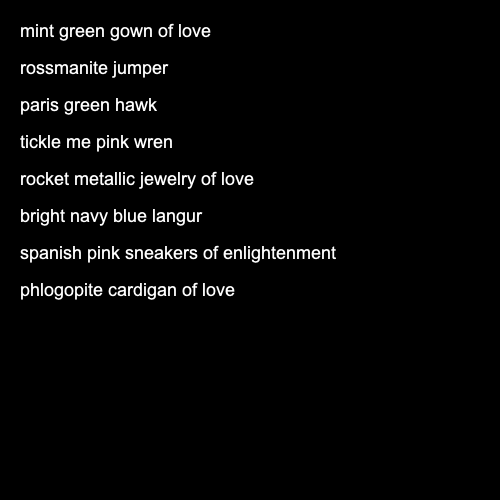 mint green gown of love
rossmanite jumper
paris green hawk
tickle me pink wren
rocket metallic jewelry of love
bright navy blue langur
spanish pink sneakers of enlightenment
phlogopite cardigan of love